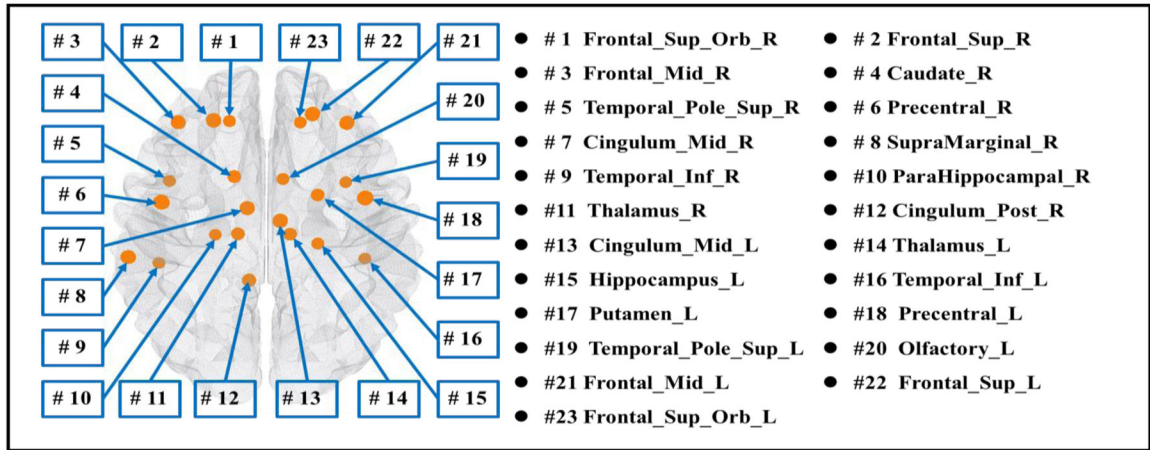 # 3
# 2
# 1
# 23
# 22
# 21
# 4
# 20
# 5
# 19
# 6
# 18
# 7
# 17
# 8
# 16
# 9
# 10
# 11
# 12
# 13
# 14
# 15
# 1 Frontal_Sup_Orb_R
# 2 Frontal_Sup_R
# 3 Frontal_Mid_R
# 4 Caudate_R
# 5 Temporal_Pole_Sup_R
# 6 Precentral_R
# 7 Cingulum_Mid_R
# 8 SupraMarginal_R
# 9 Temporal_Inf_R
#10 ParaHippocampal_R
#11 Thalamus_R
#12 Cingulum_Post_R
#13 Cingulum_Mid_L
#14 Thalamus_L
#15 Hippocampus_L
#16 Temporal_Inf_L
#17 Putamen_L
#18 Precentral_L
#19 Temporal_Pole_Sup_L
#20 Olfactory_L
#21 Frontal_Mid_L
#22 Frontal_Sup_L
#23 Frontal_Sup_Orb_L